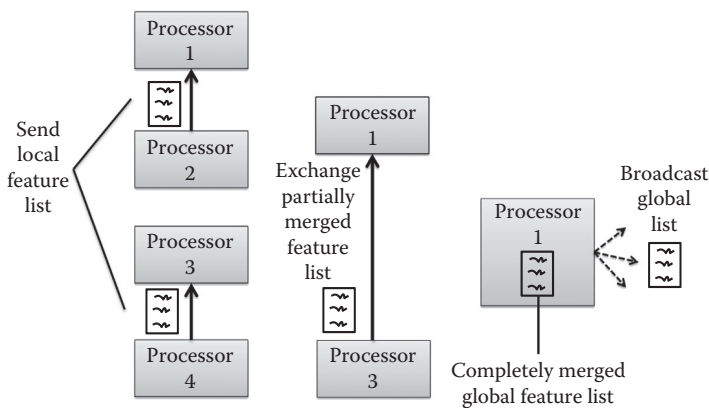 Processor
1
Send
local
feature
list
Processor
2
Processor
3
Processor
4
Processor
1
Exchange
partially
merged
feature
list
Processor
3
Processor
1
Broadcast
global
list
Completely merged
global feature list